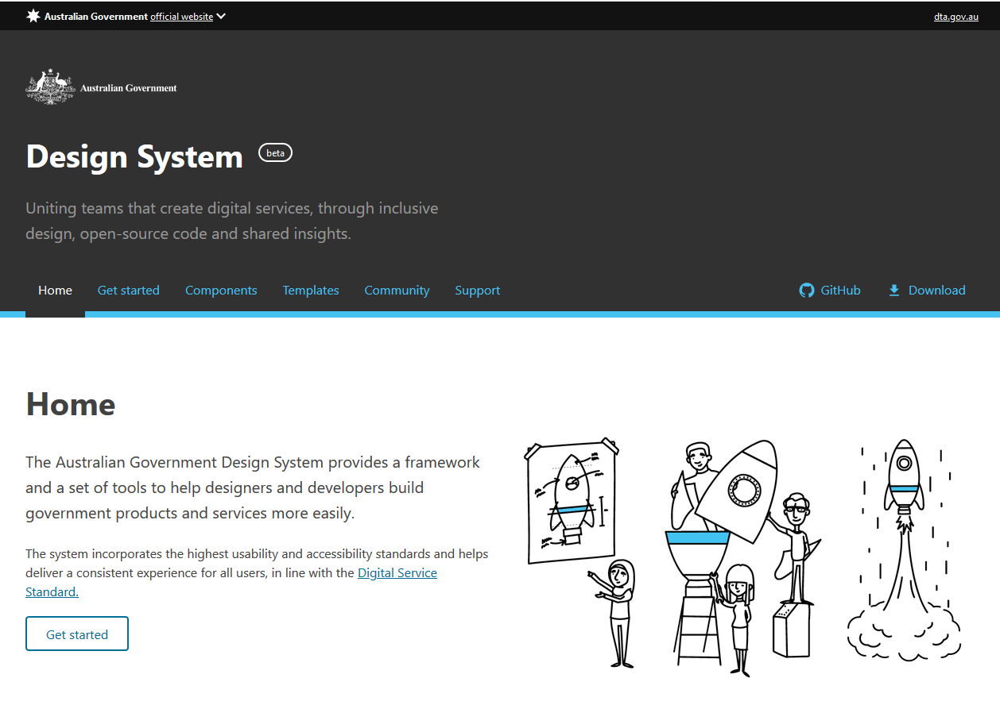 Australian Government official website
dta.gov.au
Australian Government
Design System beta
Uniting teams that create digital services, through inclusive
design, open-source code and shared insights.
Home Get started Components Templates Community Support GitHub Download
Home
The Australian Government Design System provides a framework
and a set of tools to help designers and developers build
government products and services more easily.
The system incorporates the highest usability and accessibility standards and helps
deliver a consistent experience for all users, in line with the Digital Service
Standard.
Get started